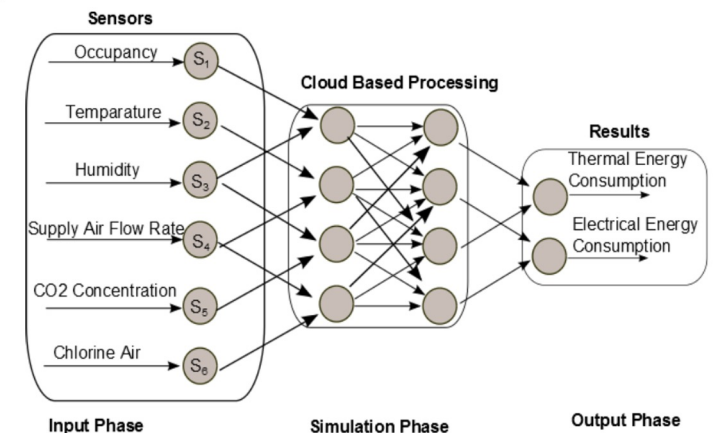 Sensors
Occupancy
S1
Temparature
S2
Humidity
S3
Supply Air Flow Rate
S4
CO2 Concentration
S5
Chlorine Air
S6
Input Phase
Cloud Based Processing
Simulation Phase
Results
Thermal Energy
Consumption
Electrical Energy
Consumption
Output Phase